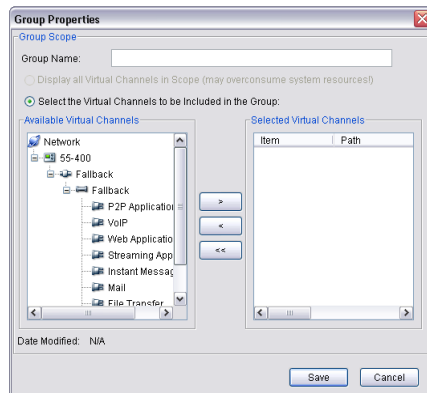 Group Properties
Group Scope
Group Name:
Display all Virtual Channels in Scope (may overconsume system resources!)
Select the Virtual Channels to be Included in the Group:
Available Virtual Channels
Selected Virtual Channels
Network
55-400
Fallback
Fallback
P2P Application
VoIP
Web Applicatio
Streaming App
Instant Messag
Mail
File Transfer
>
<
<<
Item Path
Date Modified: N/A
Save Cancel